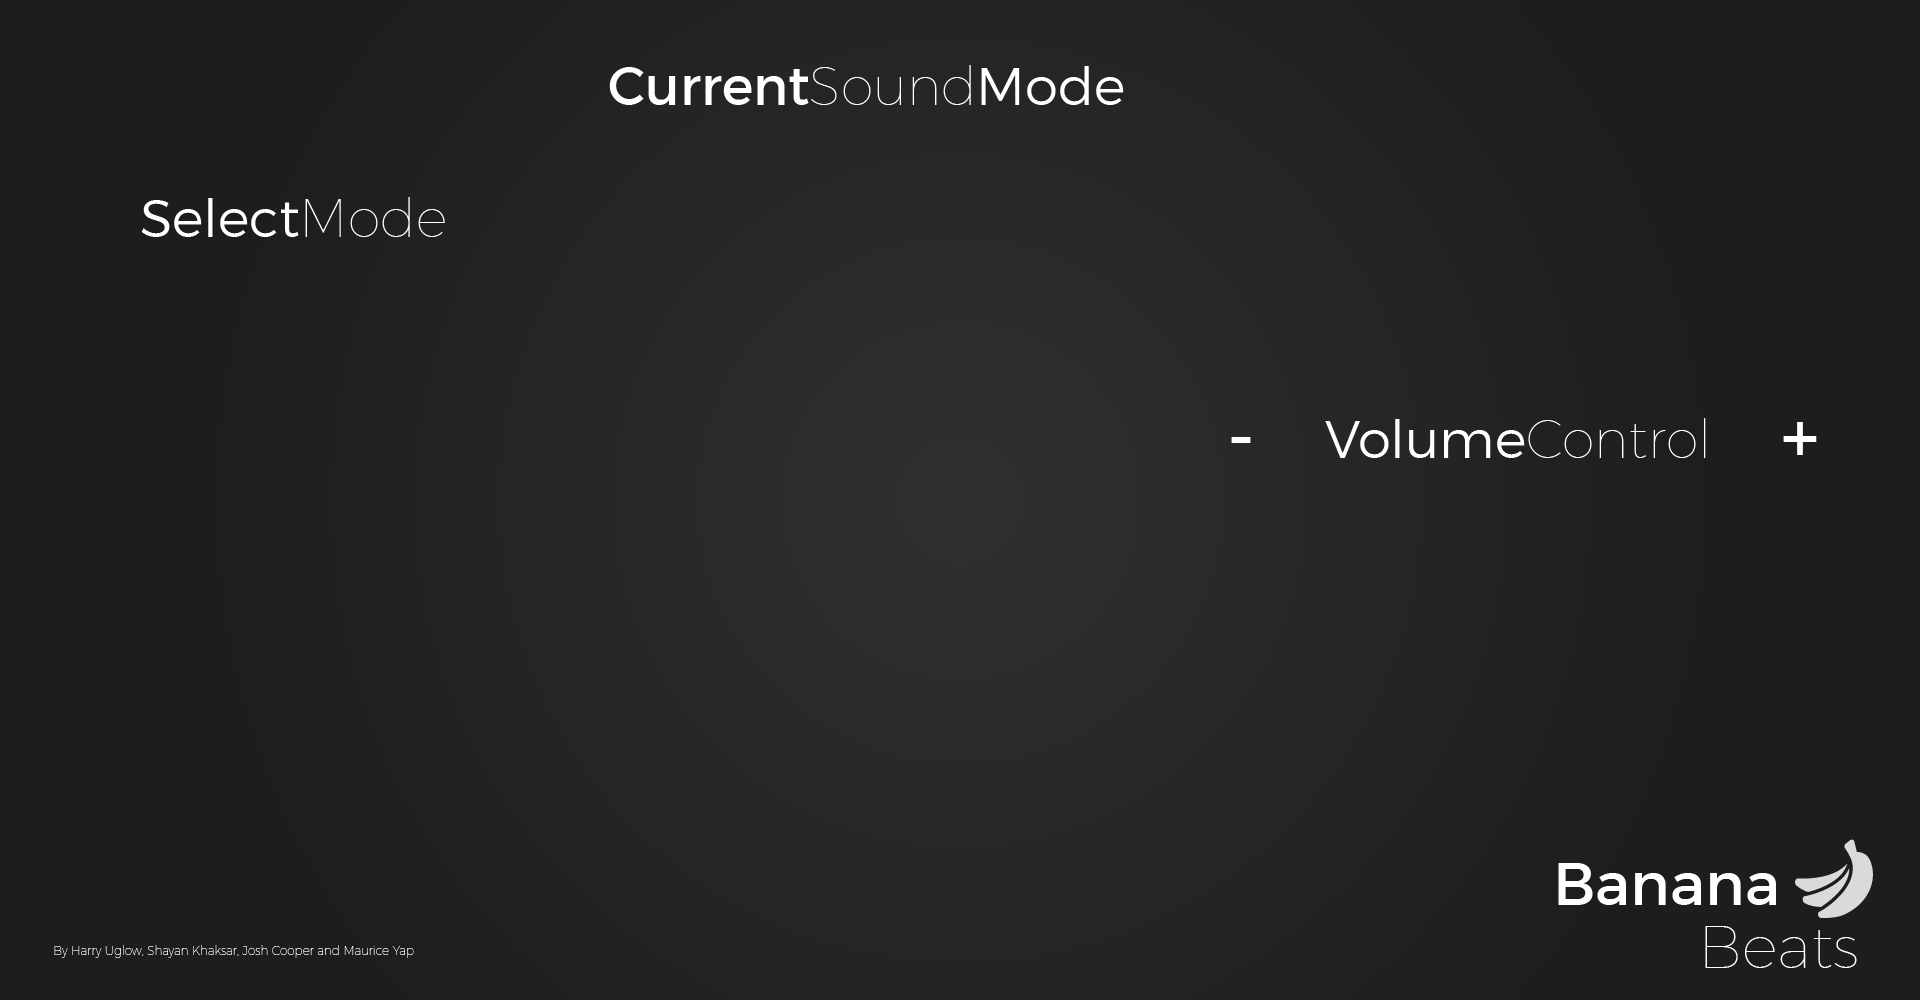 CurrentSoundMode
SelectMode
- VolumeControl +
Banana
Beats
By Harry Uglow, Shayan Khaksar, Josh Cooper and Maurice Yap